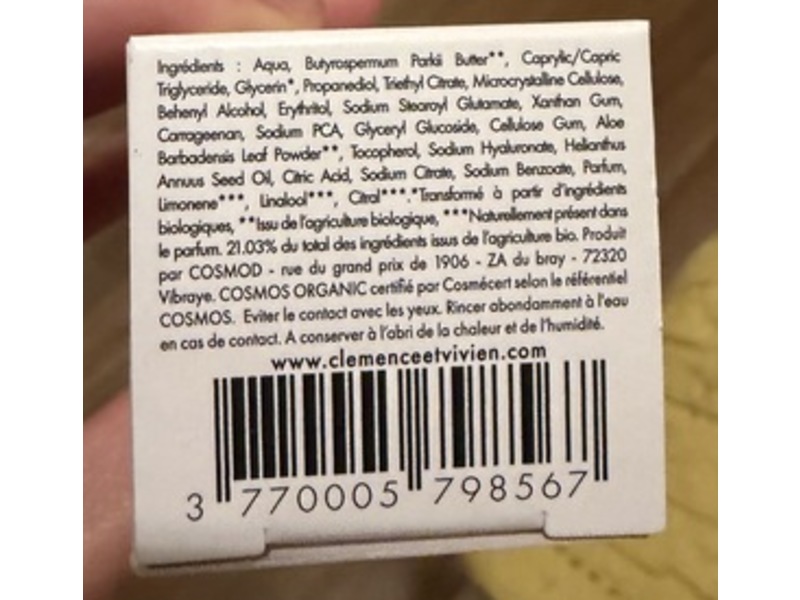 Ingrédients : Aqua, Butyrospermum Parkii Butter**, Caprylic/Capric
Triglyceride, Glycerin*, Propanediol, Triethyl Citrate, Microcrystalline Cellulose,
Behenyl Alcohol, Erythritol, Sodium Stearoyl Glutamate, Xanthan Gum,
Carrageenan, Sodium PCA, Glyceryl Glucoside, Cellulose Gum, Aloe
Barbadensis Leaf Powder**, Tocopherol, Sodium Hyaluronate, Helianthus
Annuus Seed Oil, Citric Acid, Sodium Citrate, Sodium Benzoate, Parfum,
Limonene***, Linalool***, Citral***.*Transformé à partir d'ingrédients
biologiques, **Issu de l'agriculture biologique, ***Naturellement présent dans
le parfum. 21.03% du total des ingrédients issus de l'agriculture bio. Produit
par COSMOD - rue du grand prix de 1906 - ZA du bray - 72320
Vibraye. COSMOS ORGANIC certifié par Cosmécert selon le référentiel
COSMOS. Eviter le contact avec les yeux. Rincer abondamment à l'eau
en cas de contact. A conserver à l'abri de la chaleur et de l'humidité.
www.clemenceetvivien.com
3 770005 798567